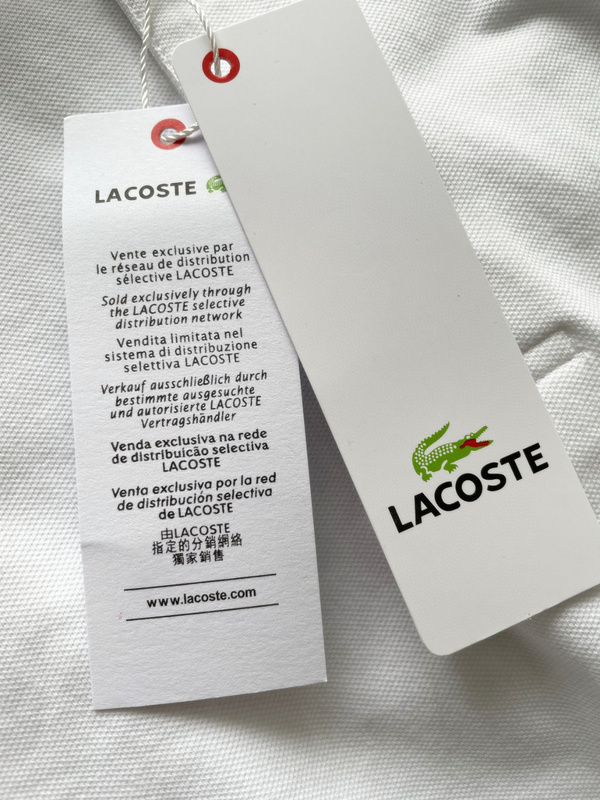 LACOSTE
Vente exclusive par
le réseau de distribution
sélective LACOSTE
Sold exclusively through
the LACOSTE selective
distribution network
Vendita limitata nel
sistema di distribuzione
selettiva LACOSTE
Verkauf ausschließlich durch
bestimmte ausgesuchte
und autorisierte LACOSTE
Vertragshändler
Venda exclusiva na rede
de distribuicão selectiva
LACOSTE
Venta exclusiva por la red
de distribución selectiva
de LACOSTE
由LACOSTE
指定的分銷網絡
獨家銷售
www.lacoste.com
LACOSTE